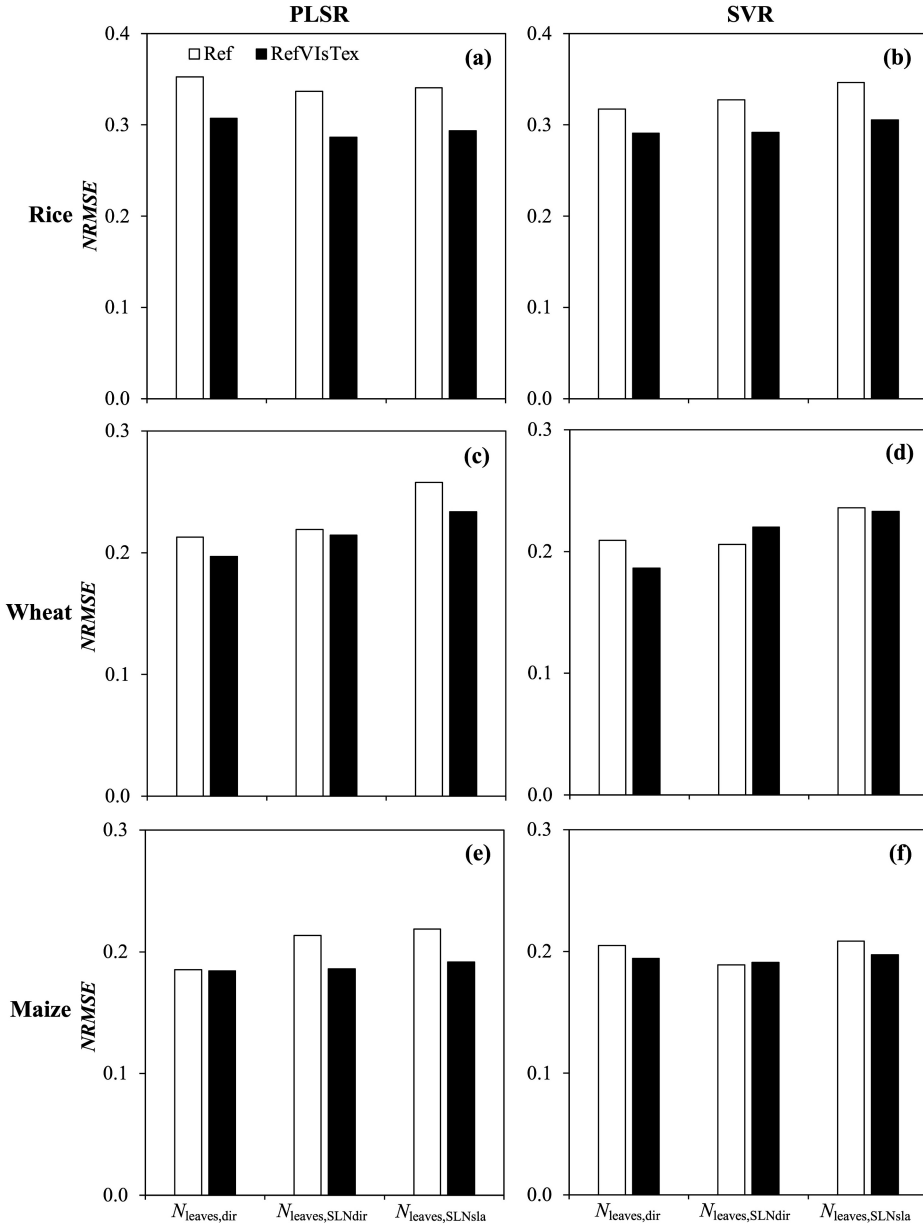 PLSR SVR
Ref RefVIsTex (a)
0.4
0.3
0.2
0.1
0.0
Rice NRMSE
(b)
0.4
0.3
0.2
0.1
0.0
(c)
0.3
0.2
0.1
0.0
Wheat NRMSE
(d)
0.3
0.2
0.1
0.0
(e)
0.3
0.2
0.1
0.0
Maize NRMSE
(f)
0.3
0.2
0.1
0.0
Nleaves,dir Nleaves,SLNdir Nleaves,SLNsla
Nleaves,dir Nleaves,SLNdir Nleaves,SLNsla